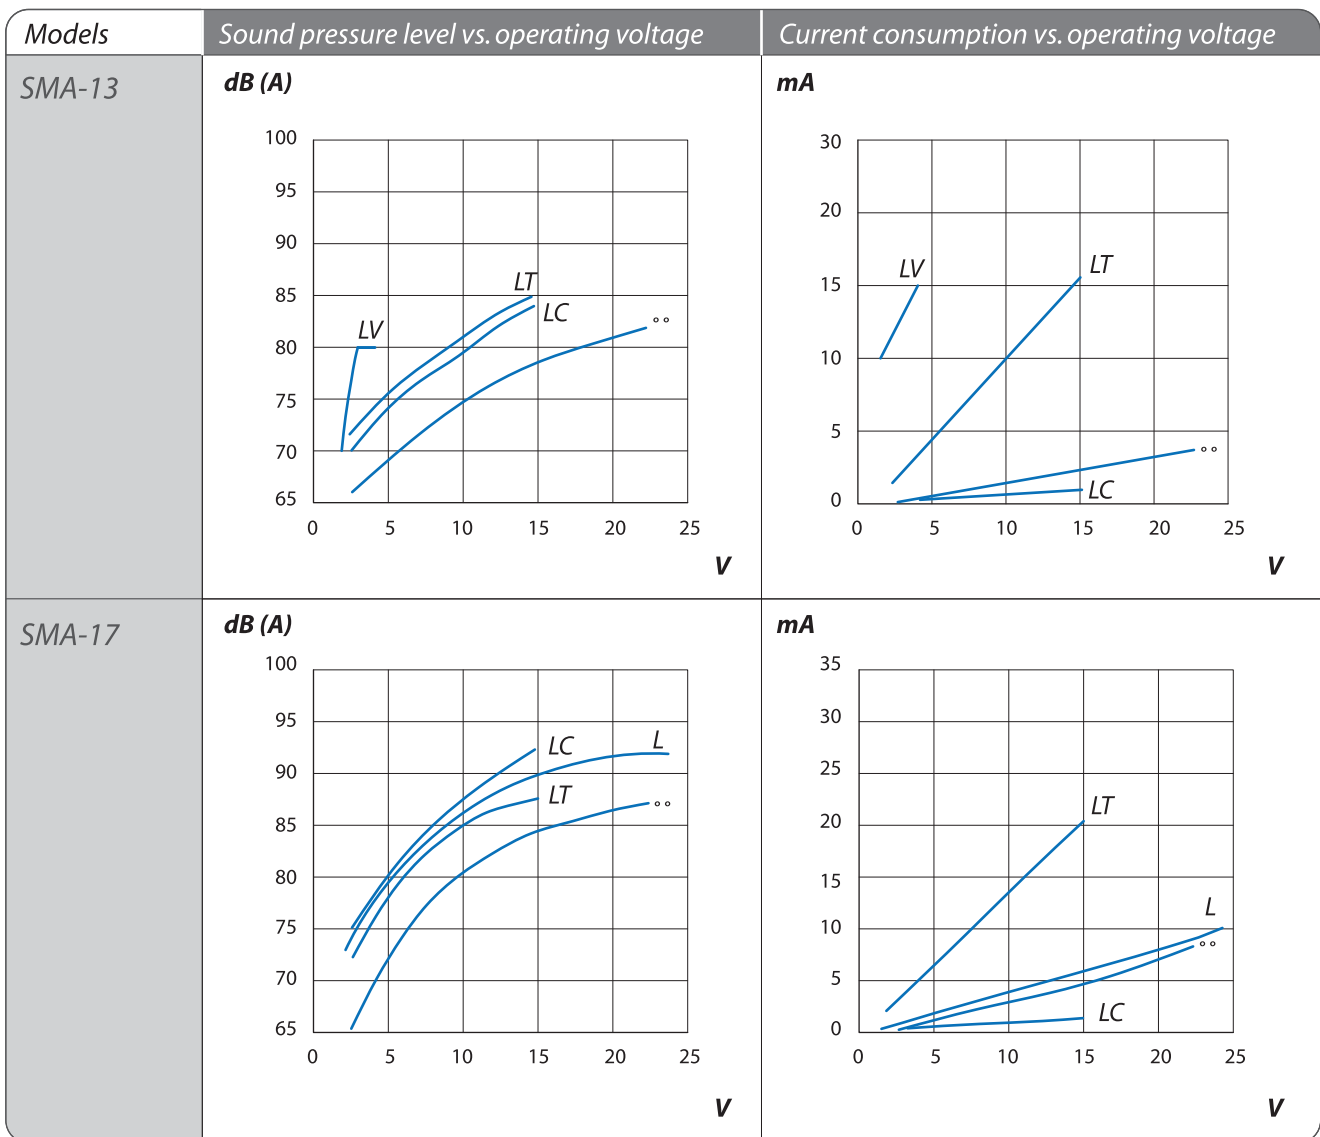 Models Sound pressure level vs. operating voltage Current consumption vs. operating voltage
SMA-13
dB (A)
100
95
90
85
80
75
70
65
LV
LT
LC
°°
0 5 10 15 20 25
V
mA
30
20
15
10
5
0
LV
LT
°°
LC
0 5 10 15 20 25
V
SMA-17
dB (A)
100
95
90
85
80
75
70
65
LC
L
LT
°°
0 5 10 15 20 25
V
mA
35
30
25
20
15
10
5
0
LT
L
°°
LC
0 5 10 15 20 25
V